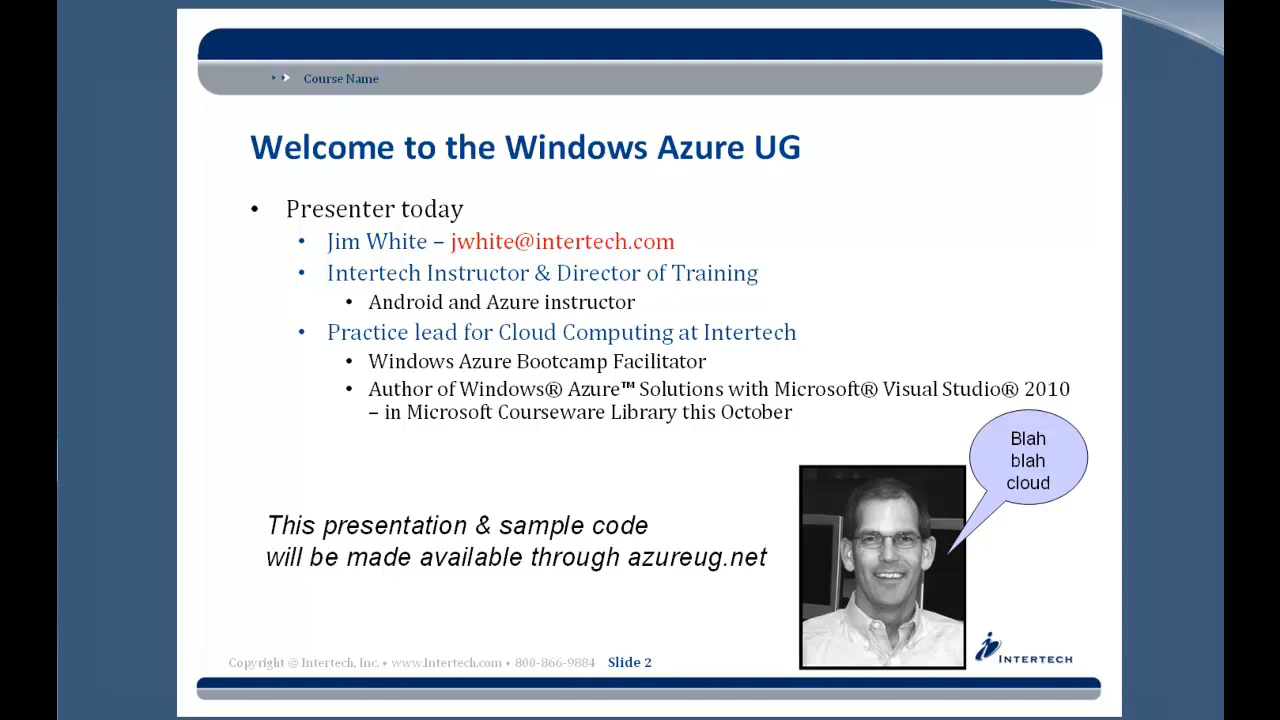 Course Name
Welcome to the Windows Azure UG
• Presenter today
• Jim White – jwhite@intertech.com
• Intertech Instructor & Director of Training
• Android and Azure instructor
• Practice lead for Cloud Computing at Intertech
• Windows Azure Bootcamp Facilitator
• Author of Windows® Azure™ Solutions with Microsoft® Visual Studio® 2010
– in Microsoft Courseware Library this October
Blah
blah
cloud
This presentation & sample code
will be made available through azureug.net
Copyright © Intertech, Inc. • www.Intertech.com • 800-866-9884 Slide 2
INTERTECH